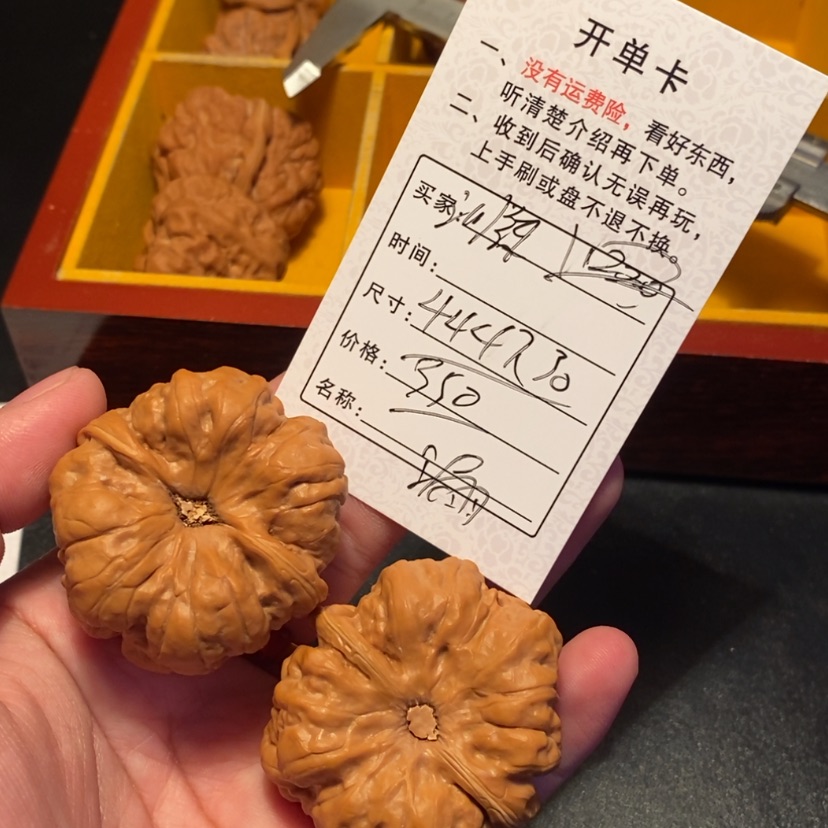 开单卡
一、没有运费险，看好东西，
听清楚介绍再下单。
二、收到后确认无误再玩，
上手刷或盘不退不换。
买家:
时间:
尺寸:
价格: 350
名称: